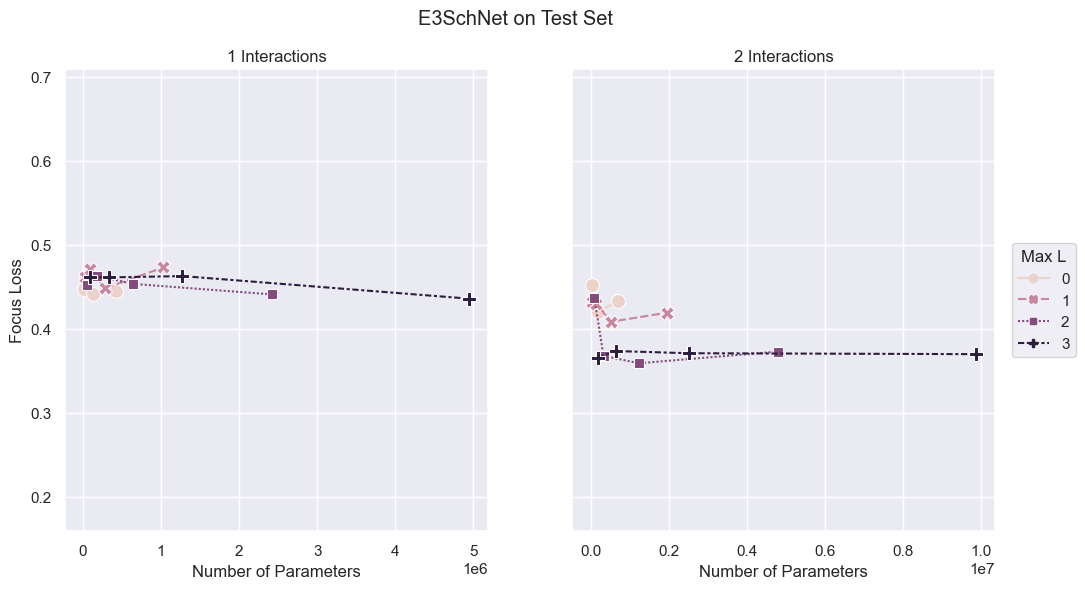 E3SchNet on Test Set
1 Interactions
2 Interactions
0.7
0.6
0.5
0.4
0.3
0.2
Focus Loss
0 1 2 3 4 5
1e6
Number of Parameters
0.0 0.2 0.4 0.6 0.8 1.0
1e7
Number of Parameters
Max L
0
1
2
3